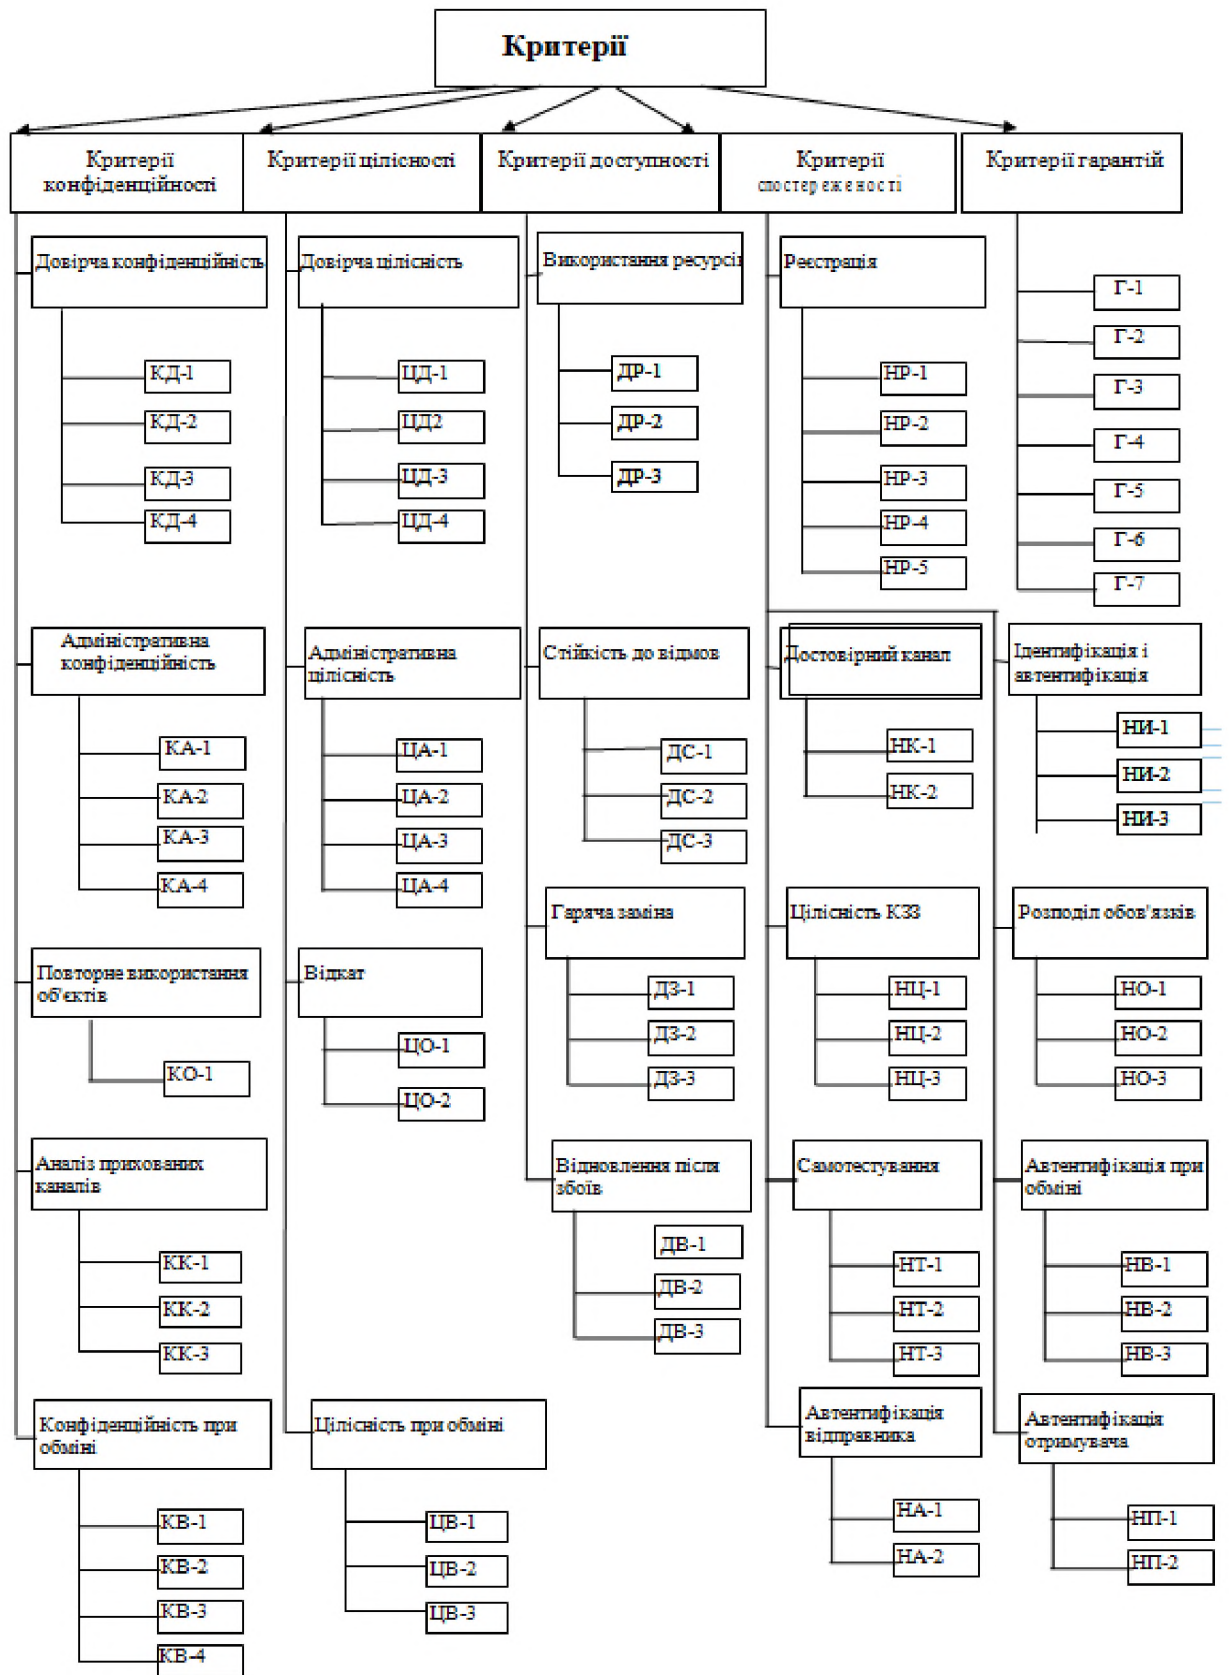 Критерії
Критерії
конфіденційності
Критерії цілісності
Критерії доступності
Критерії
спостереженості
Критерії гарантій
Довірча конфіденційність
КД-1
КД-2
КД-3
КД-4
Адміністративна
конфіденційність
КА-1
КА-2
КА-3
КА-4
Повторне використання
об'єктів
КО-1
Аналіз прихованих
каналів
КК-1
КК-2
КК-3
Конфіденційність при
обміні
КВ-1
КВ-2
КВ-3
КВ-4
Довірча цілісність
ЦД-1
ЦД2
ЦД-3
ЦД-4
Адміністративна
цілісність
ЦА-1
ЦА-2
ЦА-3
ЦА-4
Відкат
ЦО-1
ЦО-2
Цілісність при обміні
ЦВ-1
ЦВ-2
ЦВ-3
Використання ресурсів
ДР-1
ДР-2
ДР-3
Стійкість до відмов
ДС-1
ДС-2
ДС-3
Гаряча заміна
ДЗ-1
ДЗ-2
ДЗ-3
Відновлення після
збоїв
ДВ-1
ДВ-2
ДВ-3
Реєстрація
НР-1
НР-2
НР-3
НР-4
НР-5
Достовірний канал
НК-1
НК-2
Цілісність КЗЗ
НЦ-1
НЦ-2
НЦ-3
Самотестування
НТ-1
НТ-2
НТ-3
Автентифікація
відправника
НА-1
НА-2
Г-1
Г-2
Г-3
Г-4
Г-5
Г-6
Г-7
Ідентифікація і
автентифікація
НИ-1
НИ-2
НИ-3
Розподіл обов'язків
НО-1
НО-2
НО-3
Автентифікація при
обміні
НВ-1
НВ-2
НВ-3
Автентифікація
отримувача
НП-1
НП-2